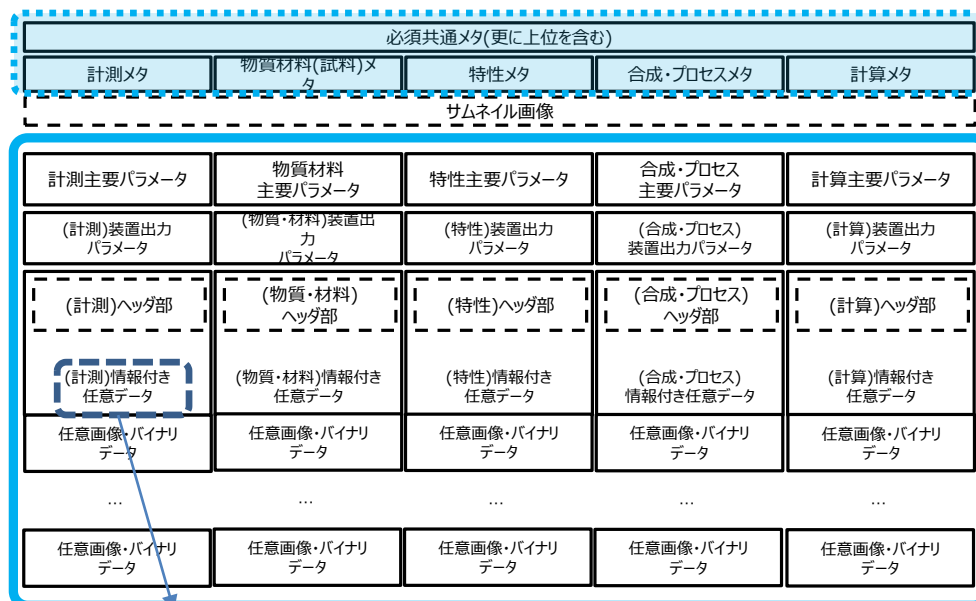 必須共通メタ(更に上位を含む)
計測メタ
物質材料(試料)メ
タ
特性メタ
合成・プロセスメタ
計算メタ
サムネイル画像
計測主要パラメータ
物質材料
主要パラメータ
特性主要パラメータ
合成・プロセス
主要パラメータ
計算主要パラメータ
(計測)装置出力
パラメータ
(物質・材料)装置出
力
パラメータ
(特性)装置出力
パラメータ
(合成・プロセス)
装置出力パラメータ
(計算)装置出力
パラメータ
(計測)ヘッダ部
(物質・材料)
ヘッダ部
(特性)ヘッダ部
(合成・プロセス)
ヘッダ部
(計算)ヘッダ部
(計測)情報付き
任意データ
(物質・材料)情報付き
任意データ
(特性)情報付き
任意データ
(合成・プロセス)
情報付き任意データ
(計算)情報付き
任意データ
任意画像・バイナリ
データ
任意画像・バイナリ
データ
任意画像・バイナリ
データ
任意画像・バイナリ
データ
任意画像・バイナリ
データ
…
…
…
…
…
任意画像・バイナリ
データ
任意画像・バイナリ
データ
任意画像・バイナリ
データ
任意画像・バイナリ
データ
任意画像・バイナリ
データ